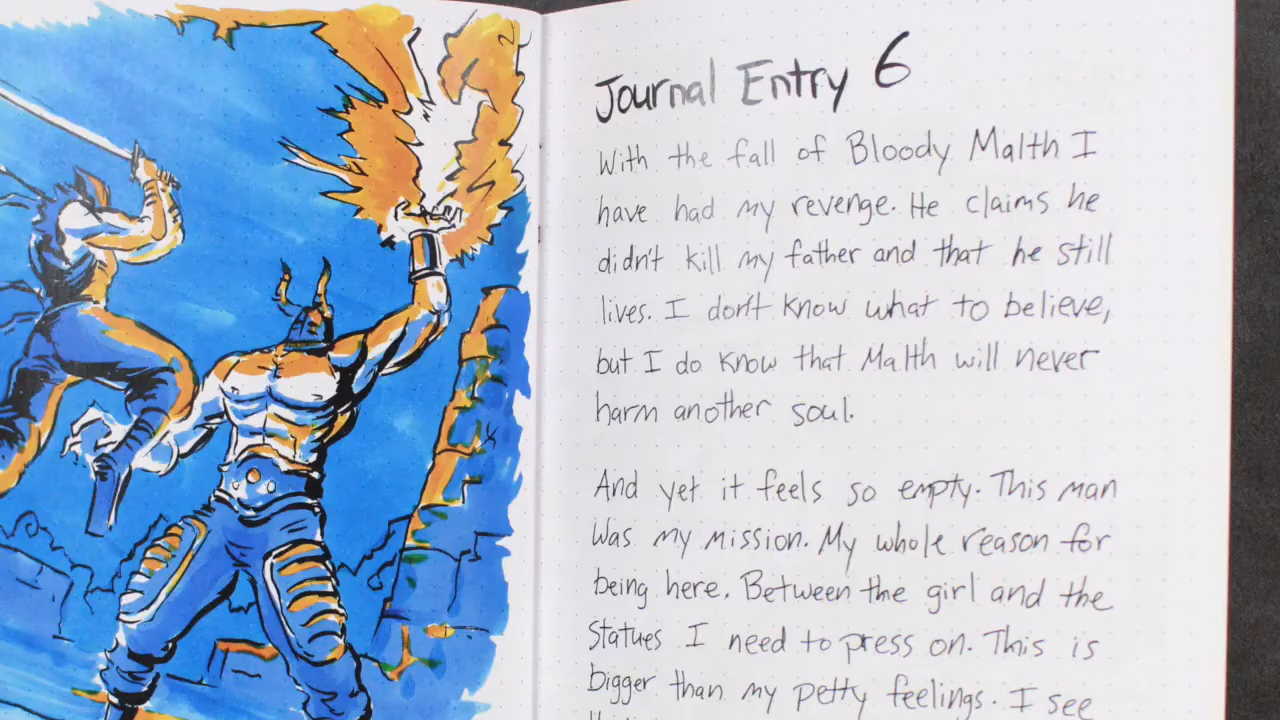 Journal Entry 6
With the fall of Bloody Malth I
have had my revenge. He claims he
didn't kill my father and that he still
lives. I don't know what to believe,
but I do know that Malth will never
harm another soul.
And yet it feels so empty. This man
was my mission. My whole reason for
being here. Between the girl and the
statues I need to press on. This is
bigger than my petty feelings. I see